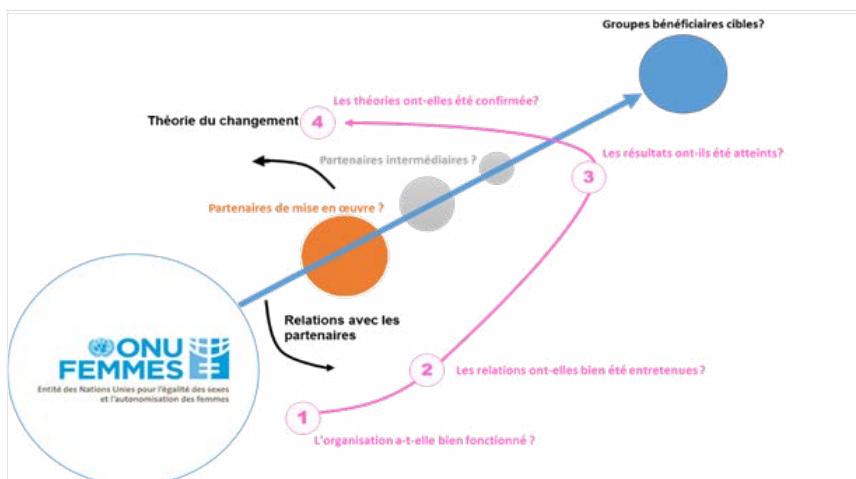 Groupes bénéficiaires cibles?
Les théories ont-elles été confirmée?
Théorie du changement
4
Partenaires intermédiaires ?
Les résultats ont-ils été atteints?
3
Partenaires de mise en œuvre ?
Relations avec les
partenaires
ONU
FEMMES
Entité des Nations Unies pour l'égalité des sexes
et l'autonomisation des femmes
2
Les relations ont-elles bien été entretenues ?
1
L'organisation a-t-elle bien fonctionné ?